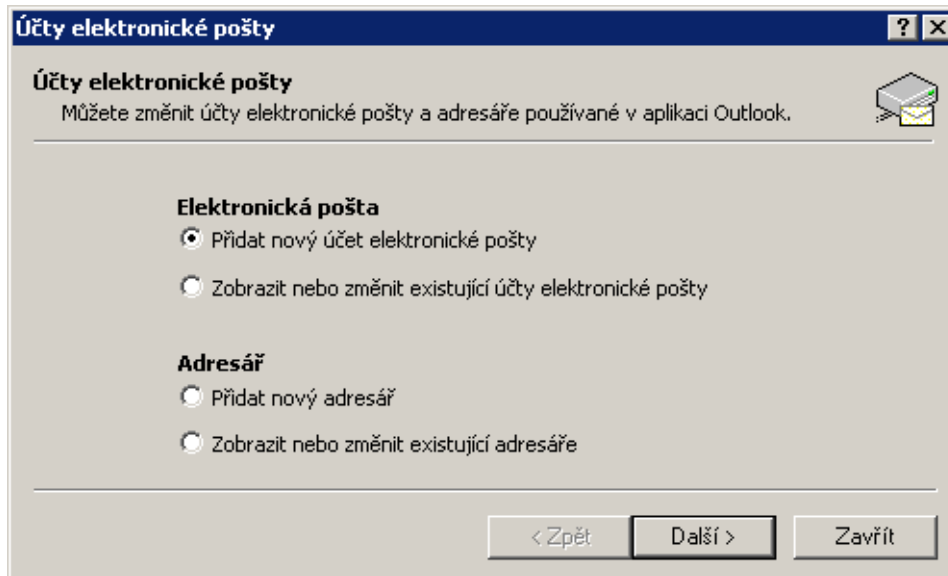 Účty elektronické pošty
Účty elektronické pošty
Můžete změnit účty elektronické pošty a adresáře používané v aplikaci Outlook.
Elektronická pošta
Přidat nový účet elektronické pošty
Zobrazit nebo změnit existující účty elektronické pošty
Adresář
Přidat nový adresář
Zobrazit nebo změnit existující adresáře
< Zpět Další > Zavřít